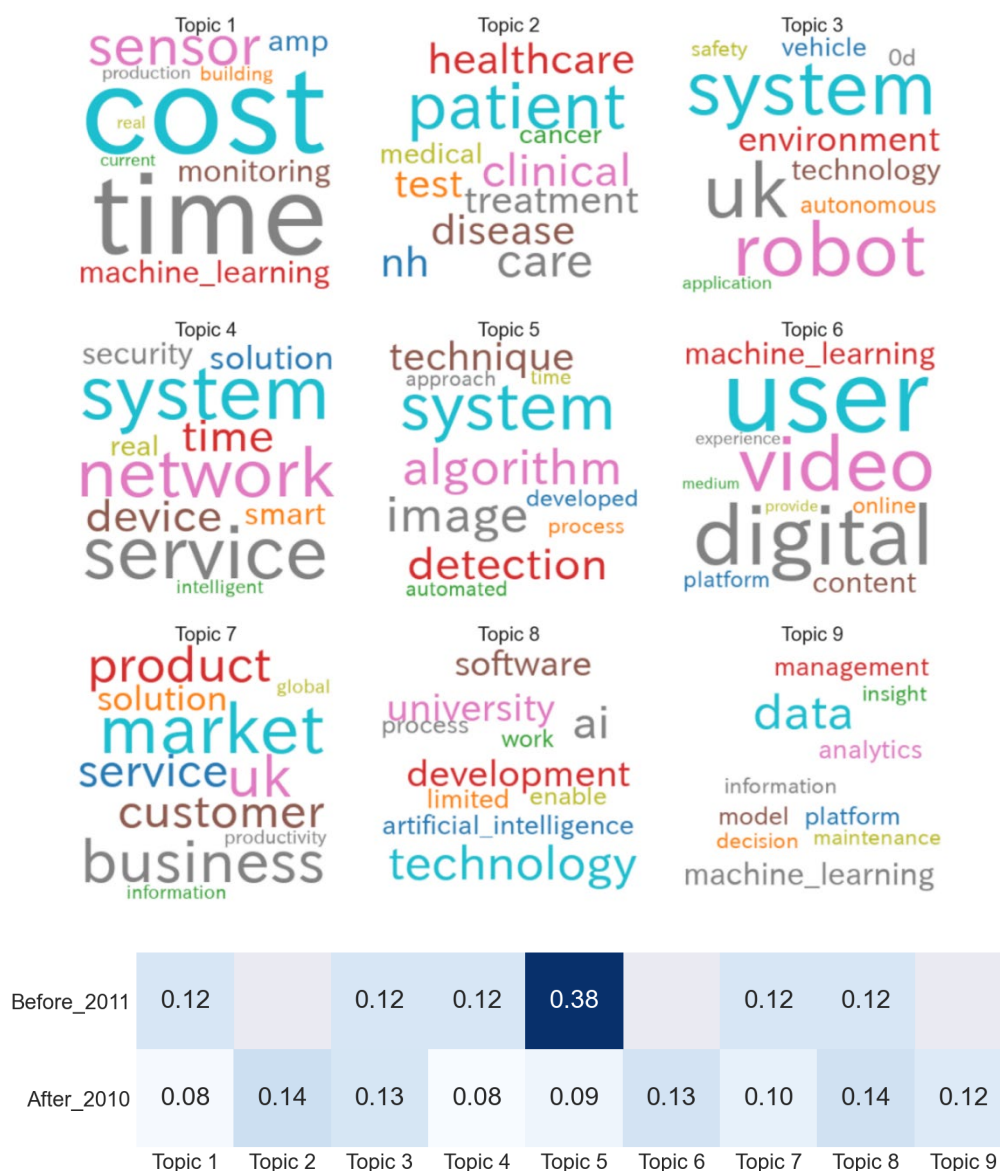 Topic 1
sensor amp
production building
cost
real
current
monitoring
time
machine_learning
Topic 2
healthcare
patient
cancer
medical
clinical
test
treatment
disease
nh
care
Topic 3
safety vehicle
0d
system
environment
technology
uk
autonomous
robot
application
Topic 4
security solution
system
time
real
network
device smart
service
intelligent
Topic 5
technique
approach time
system
algorithm
developed
image
process
detection
automated
Topic 6
machine_learning
user
experience
video
medium
provide online
digital
platform
content
Topic 7
product
global
solution
market
service uk
customer
productivity
business
information
Topic 8
software
university
ai
process
work
development
limited enable
artificial_intelligence
technology
Topic 9
management
insight
data
analytics
information
model platform
decision maintenance
machine_learning
Before_2011 0.12 0.12 0.12 0.38 0.12 0.12
After_2010 0.08 0.14 0.13 0.08 0.09 0.13 0.10 0.14 0.12
Topic 1 Topic 2 Topic 3 Topic 4 Topic 5 Topic 6 Topic 7 Topic 8 Topic 9